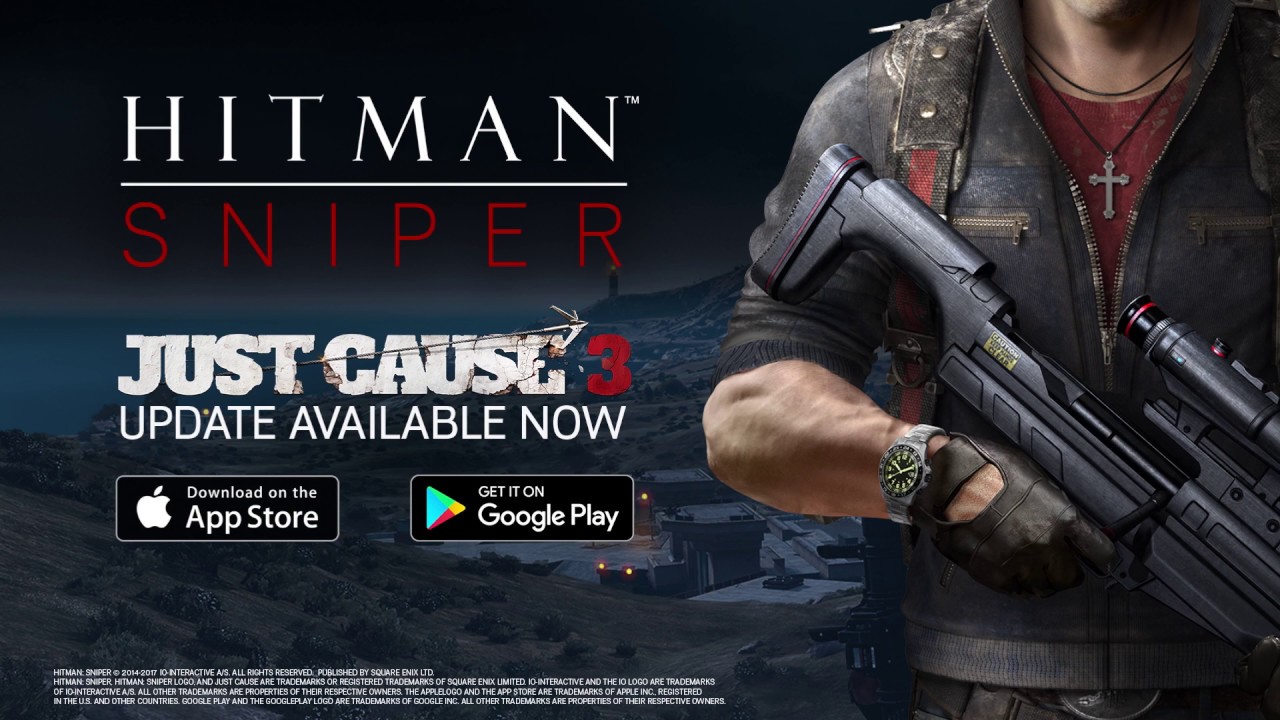 HITMAN™
SNIPER
JUST CAUSE 3
UPDATE AVAILABLE NOW
Download on the
App Store
GET IT ON
Google Play
CAUTION
HITMAN: SNIPER © 2014-2017 IO-INTERACTIVE A/S. ALL RIGHTS RESERVED. PUBLISHED BY SQUARE ENIX LTD.
HITMAN: SNIPER, HITMAN: SNIPER LOGO, AND JUST CAUSE ARE TRADEMARKS OR REGISTERED TRADEMARKS OF SQUARE ENIX LIMITED. IO-INTERACTIVE AND THE IO LOGO ARE TRADEMARKS
OF IO-INTERACTIVE A/S. ALL OTHER TRADEMARKS ARE PROPERTIES OF THEIR RESPECTIVE OWNERS. THE APPLELOGO AND THE APP STORE ARE TRADEMARKS OF APPLE INC., REGISTERED
IN THE U.S. AND OTHER COUNTRIES. GOOGLE PLAY AND THE GOOGLEPLAY LOGO ARE TRADEMARKS OF GOOGLE INC. ALL OTHER TRADEMARKS ARE PROPERTIES OF THEIR RESPECTIVE OWNERS.